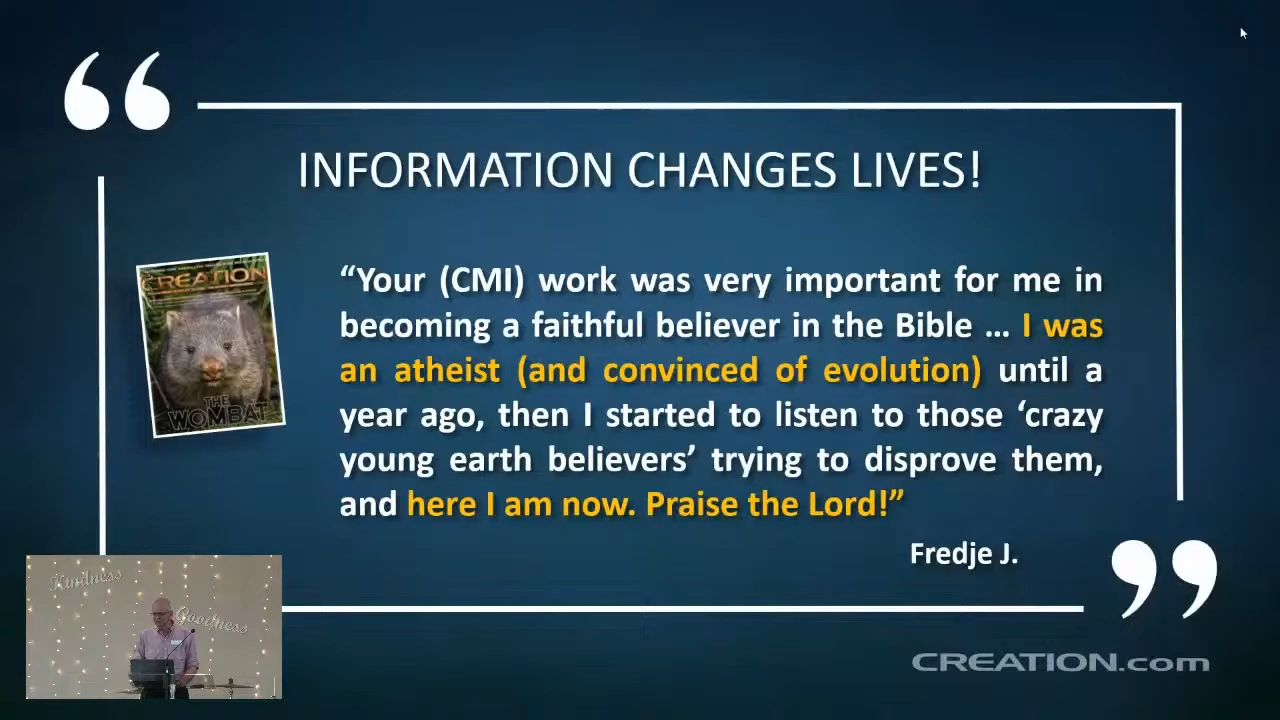 INFORMATION CHANGES LIVES!
CREATION
THE
WOMBAT
“Your (CMI) work was very important for me in
becoming a faithful believer in the Bible … I was
an atheist (and convinced of evolution) until a
year ago, then I started to listen to those ‘crazy
young earth believers’ trying to disprove them,
and here I am now. Praise the Lord!”
Fredje J.
Kindness
Goodness
CREATION.com